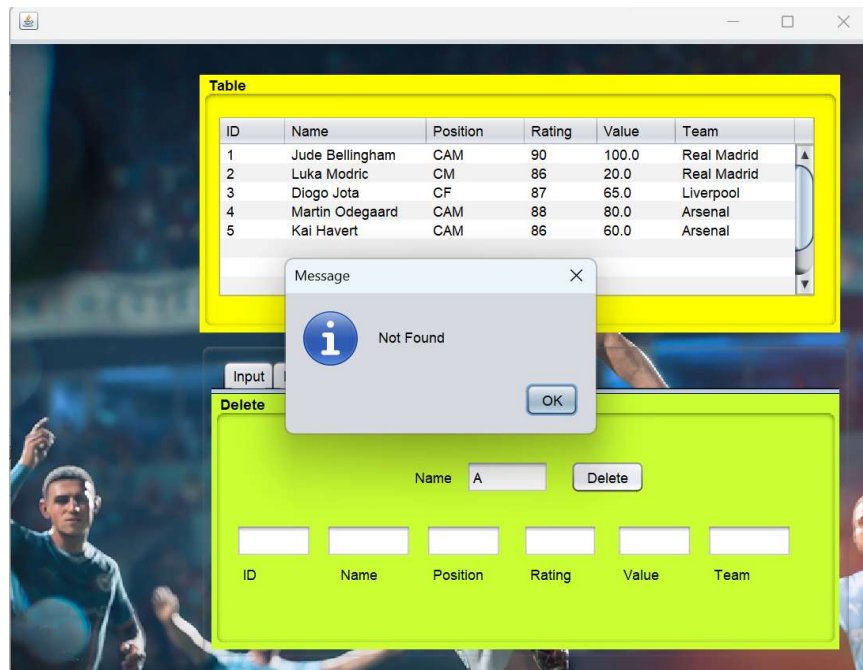 Table
ID Name Position Rating Value Team
1 Jude Bellingham CAM 90 100.0 Real Madrid
2 Luka Modric CM 86 20.0 Real Madrid
3 Diogo Jota CF 87 65.0 Liverpool
4 Martin Odegaard CAM 88 80.0 Arsenal
5 Kai Havert CAM 86 60.0 Arsenal
Message
Not Found
OK
Input
Delete
Name A Delete
ID Name Position Rating Value Team